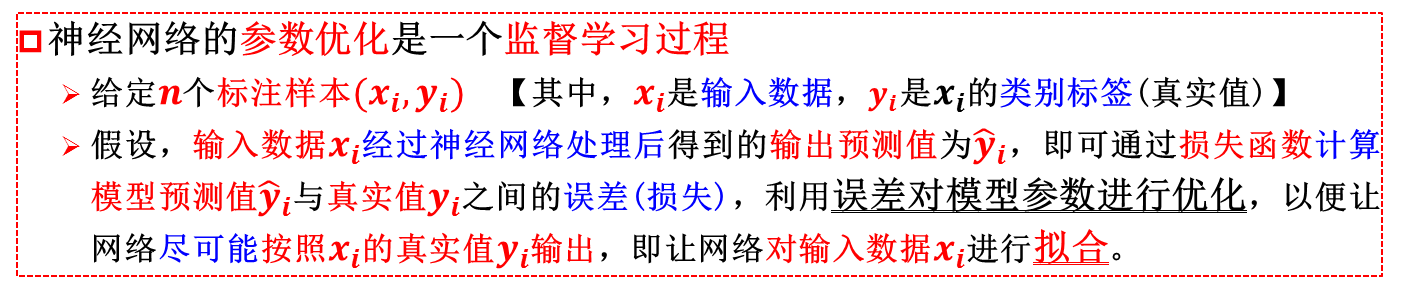 神经网络的参数优化是一个监督学习过程
给定n个标注样本(xᵢ, yᵢ) 【其中，xᵢ是输入数据，yᵢ是xᵢ的类别标签(真实值)】
假设，输入数据xᵢ经过神经网络处理后得到的输出预测值为ŷᵢ，即可通过损失函数计算
模型预测值ŷᵢ与真实值yᵢ之间的误差(损失)，利用误差对模型参数进行优化，以便让
网络尽可能按照xᵢ的真实值yᵢ输出，即让网络对输入数据xᵢ进行拟合。